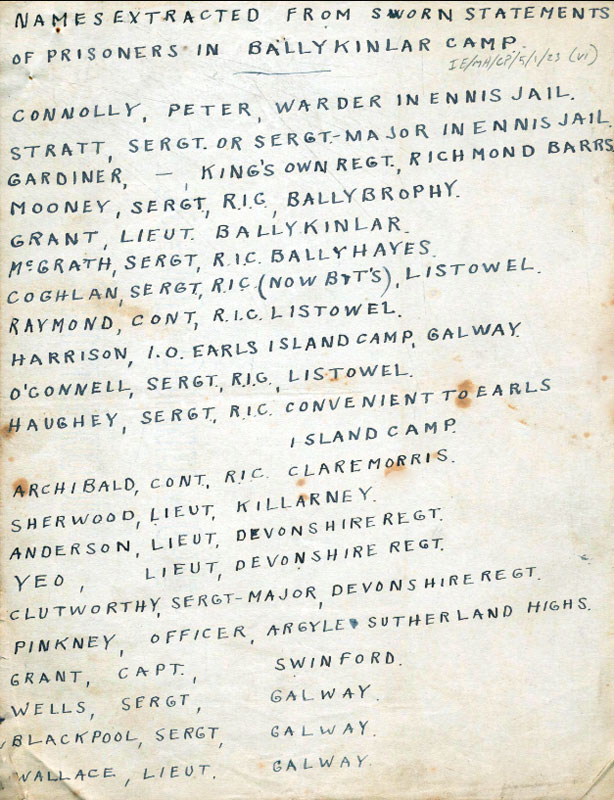 NAMES EXTRACTED FROM SWORN STATEMENTS
OF PRISONERS IN BALLYKINLAR CAMP.
IE/MA/CP/5/1/23 (VI)
CONNOLLY, PETER, WARDER IN ENNIS JAIL.
STRATT, SERGT. OR SERGT-MAJOR IN ENNIS JAIL.
GARDINER, —, KING'S OWN REGT, RICHMOND BARRS.
MOONEY, SERGT, R.I.C, BALLYBROPHY.
GRANT, LIEUT. BALLYKINLAR.
McGRATH, SERGT, R.I.C. BALLYHAYES.
COGHLAN, SERGT, R.I.C. (NOW B&T'S), LISTOWEL.
RAYMOND, CONT, R.I.C. LISTOWEL.
HARRISON, I.O. EARLS ISLAND CAMP, GALWAY.
O'CONNELL, SERGT, R.I.C, LISTOWEL.
HAUGHEY, SERGT, R.I.C. CONVENIENT TO EARLS
ISLAND CAMP.
ARCHIBALD, CONT, R.I.C. CLAREMORRIS.
SHERWOOD, LIEUT, KILLARNEY.
ANDERSON, LIEUT, DEVONSHIRE REGT.
YEO, LIEUT, DEVONSHIRE REGT.
CLUTWORTHY, SERGT-MAJOR, DEVONSHIRE REGT.
PINKNEY, OFFICER, ARGYLE & SUTHERLAND HIGHS.
GRANT, CAPT., SWINFORD.
WELLS, SERGT, GALWAY.
BLACKPOOL, SERGT, GALWAY.
WALLACE, LIEUT. GALWAY.